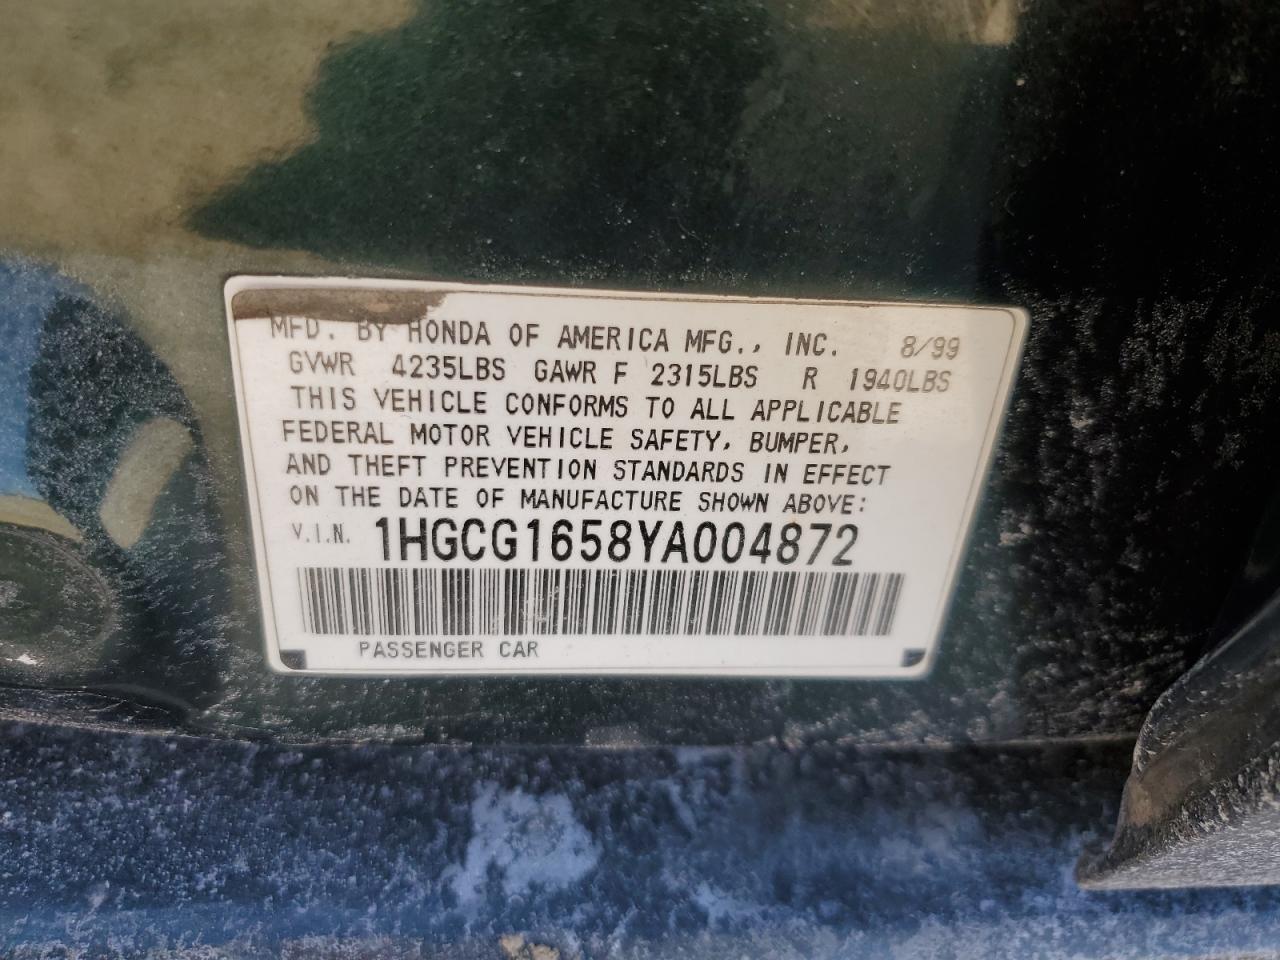 MFD. BY HONDA OF AMERICA MFG., INC. 8/99
GVWR 4235LBS GAWR F 2315LBS R 1940LBS
THIS VEHICLE CONFORMS TO ALL APPLICABLE
FEDERAL MOTOR VEHICLE SAFETY, BUMPER,
AND THEFT PREVENTION STANDARDS IN EFFECT
ON THE DATE OF MANUFACTURE SHOWN ABOVE:
V.I.N. 1HGCG1658YA004872
PASSENGER CAR